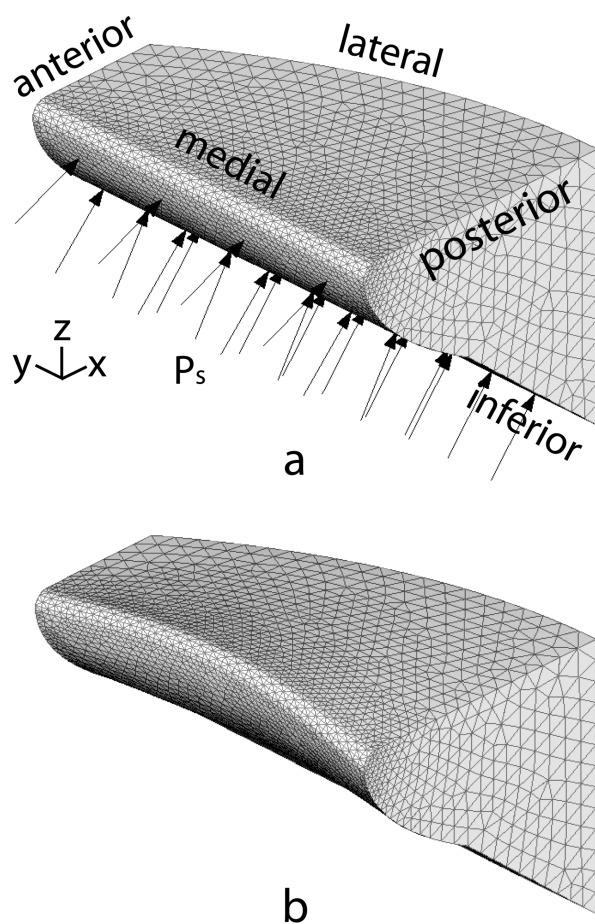 anterior
lateral
medial
posterior
z
y x
Ps
inferior
a
b